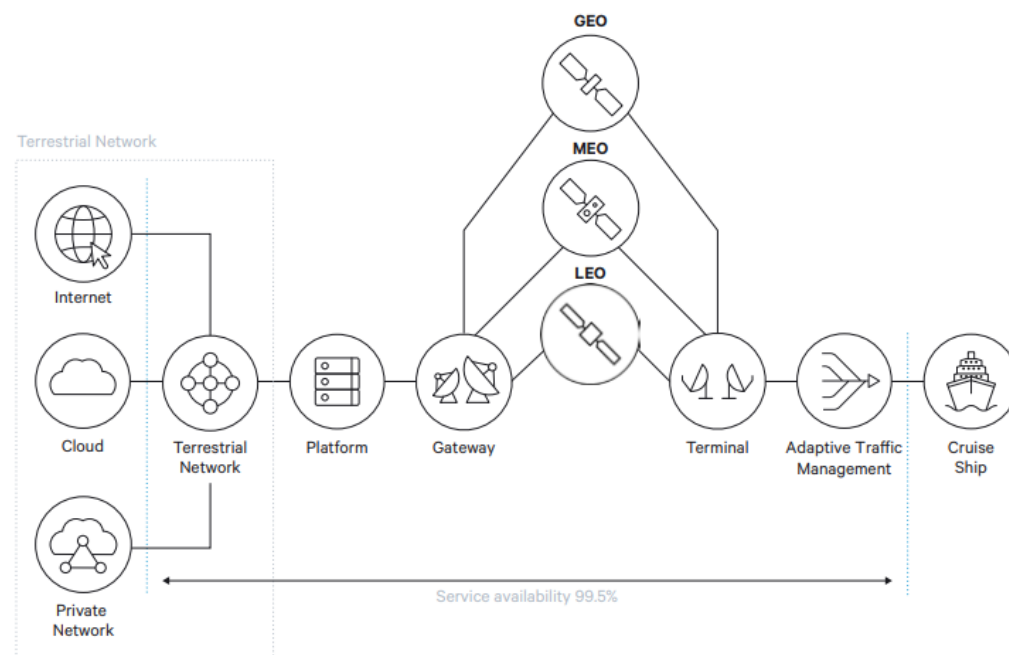 GEO
MEO
LEO
Terrestrial Network
Internet
Cloud
Terrestrial
Network
Platform
Gateway
Terminal
Adaptive Traffic
Management
Cruise
Ship
Service availability 99.5%
Private
Network